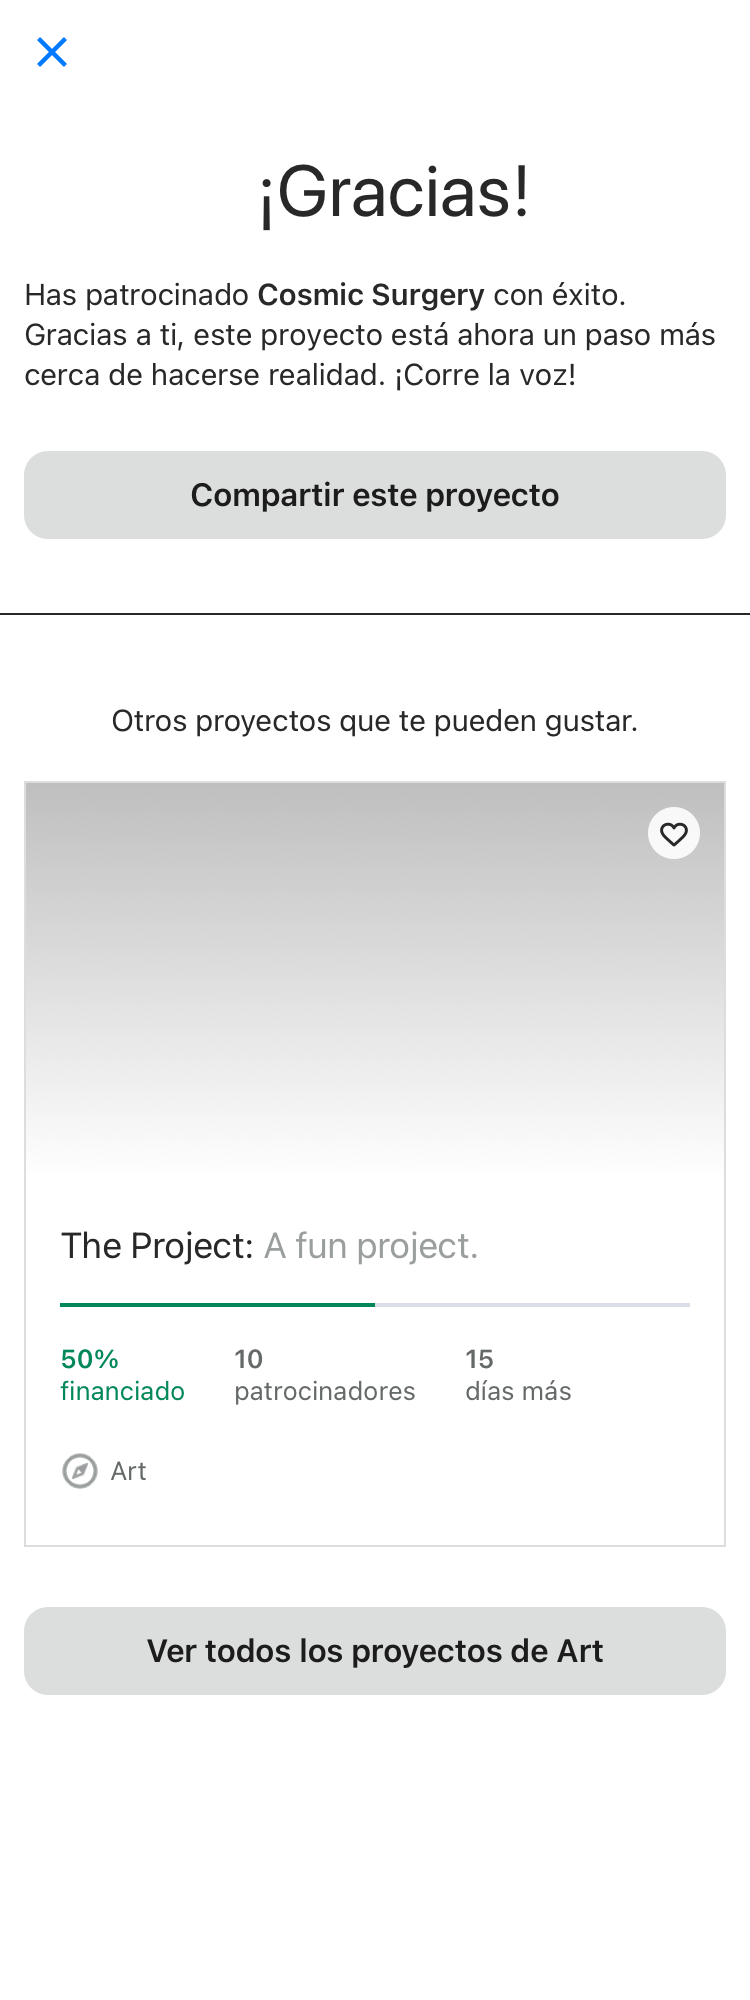 ¡Gracias!
Has patrocinado Cosmic Surgery con éxito.
Gracias a ti, este proyecto está ahora un paso más
cerca de hacerse realidad. ¡Corre la voz!
Compartir este proyecto
Otros proyectos que te pueden gustar.
The Project: A fun project.
50% 10 15
financiado patrocinadores días más
Art
Ver todos los proyectos de Art